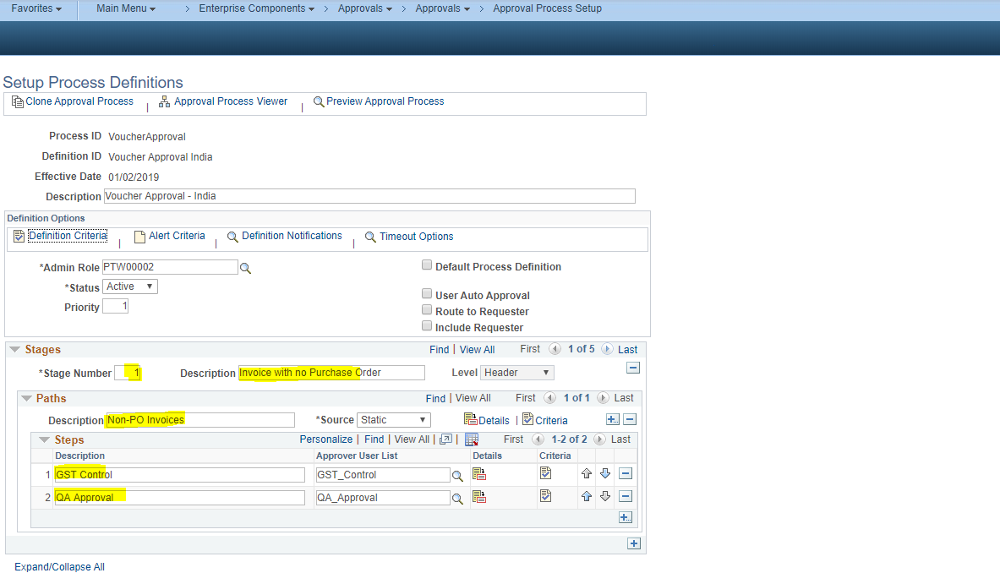 Favorites Main Menu > Enterprise Components > Approvals > Approvals > Approval Process Setup
Setup Process Definitions
Clone Approval Process | Approval Process Viewer | Preview Approval Process
Process ID VoucherApproval
Definition ID Voucher Approval India
Effective Date 01/02/2019
Description Voucher Approval - India
Definition Options
Definition Criteria | Alert Criteria | Definition Notifications | Timeout Options
*Admin Role PTW00002 Default Process Definition
*Status Active
User Auto Approval
Priority 1
Route to Requester
Include Requester
Stages Find | View All First 1 of 5 Last
*Stage Number 1 Description Invoice with no Purchase Order Level Header
Paths Find | View All First 1 of 1 Last
Description Non-PO Invoices *Source Static Details | Criteria
Steps Personalize | Find | View All | | First 1-2 of 2 Last
Description Approver User List Details Criteria
1 GST Control GST_Control
2 QA Approval QA_Approval
Expand/Collapse All